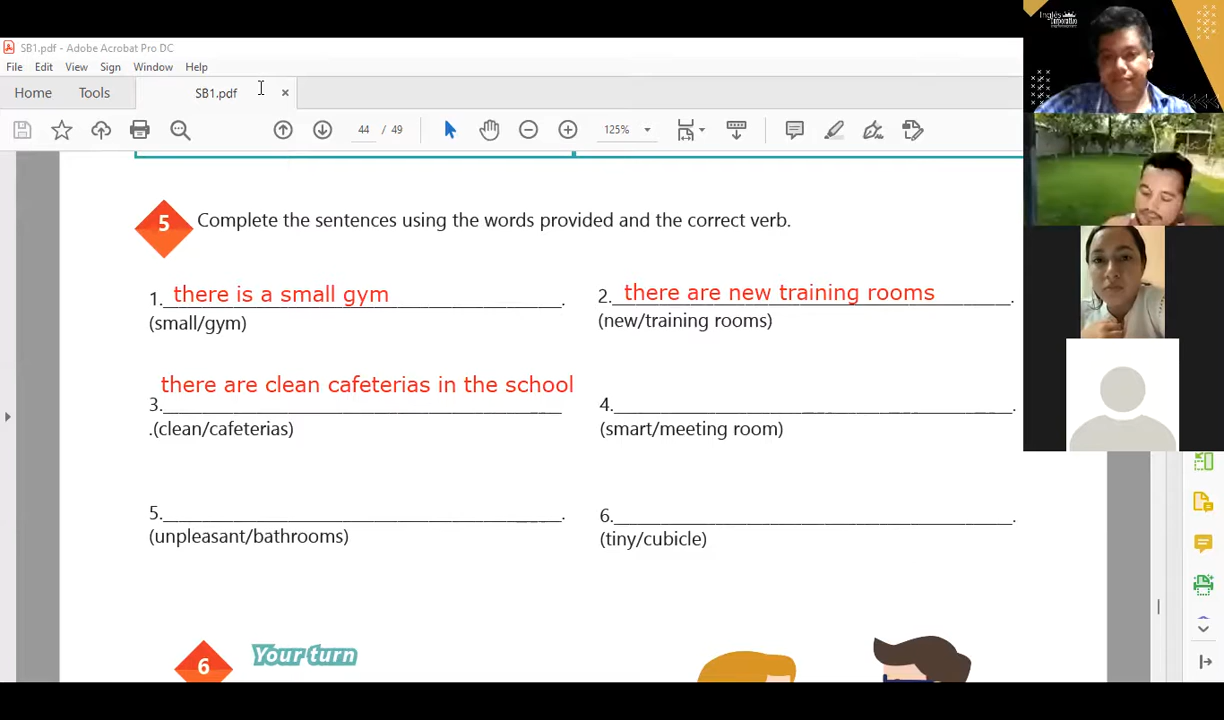 SB1.pdf - Adobe Acrobat Pro DC
File Edit View Sign Window Help
Home Tools SB1.pdf ×
44 / 49 125%
5 Complete the sentences using the words provided and the correct verb.
1. there is a small gym.
(small/gym)
2. there are new training rooms.
(new/training rooms)
there are clean cafeterias in the school
3.
.(clean/cafeterias)
4. .
(smart/meeting room)
5. .
(unpleasant/bathrooms)
6. .
(tiny/cubicle)
6 Your turn
Inglés
Corporativo